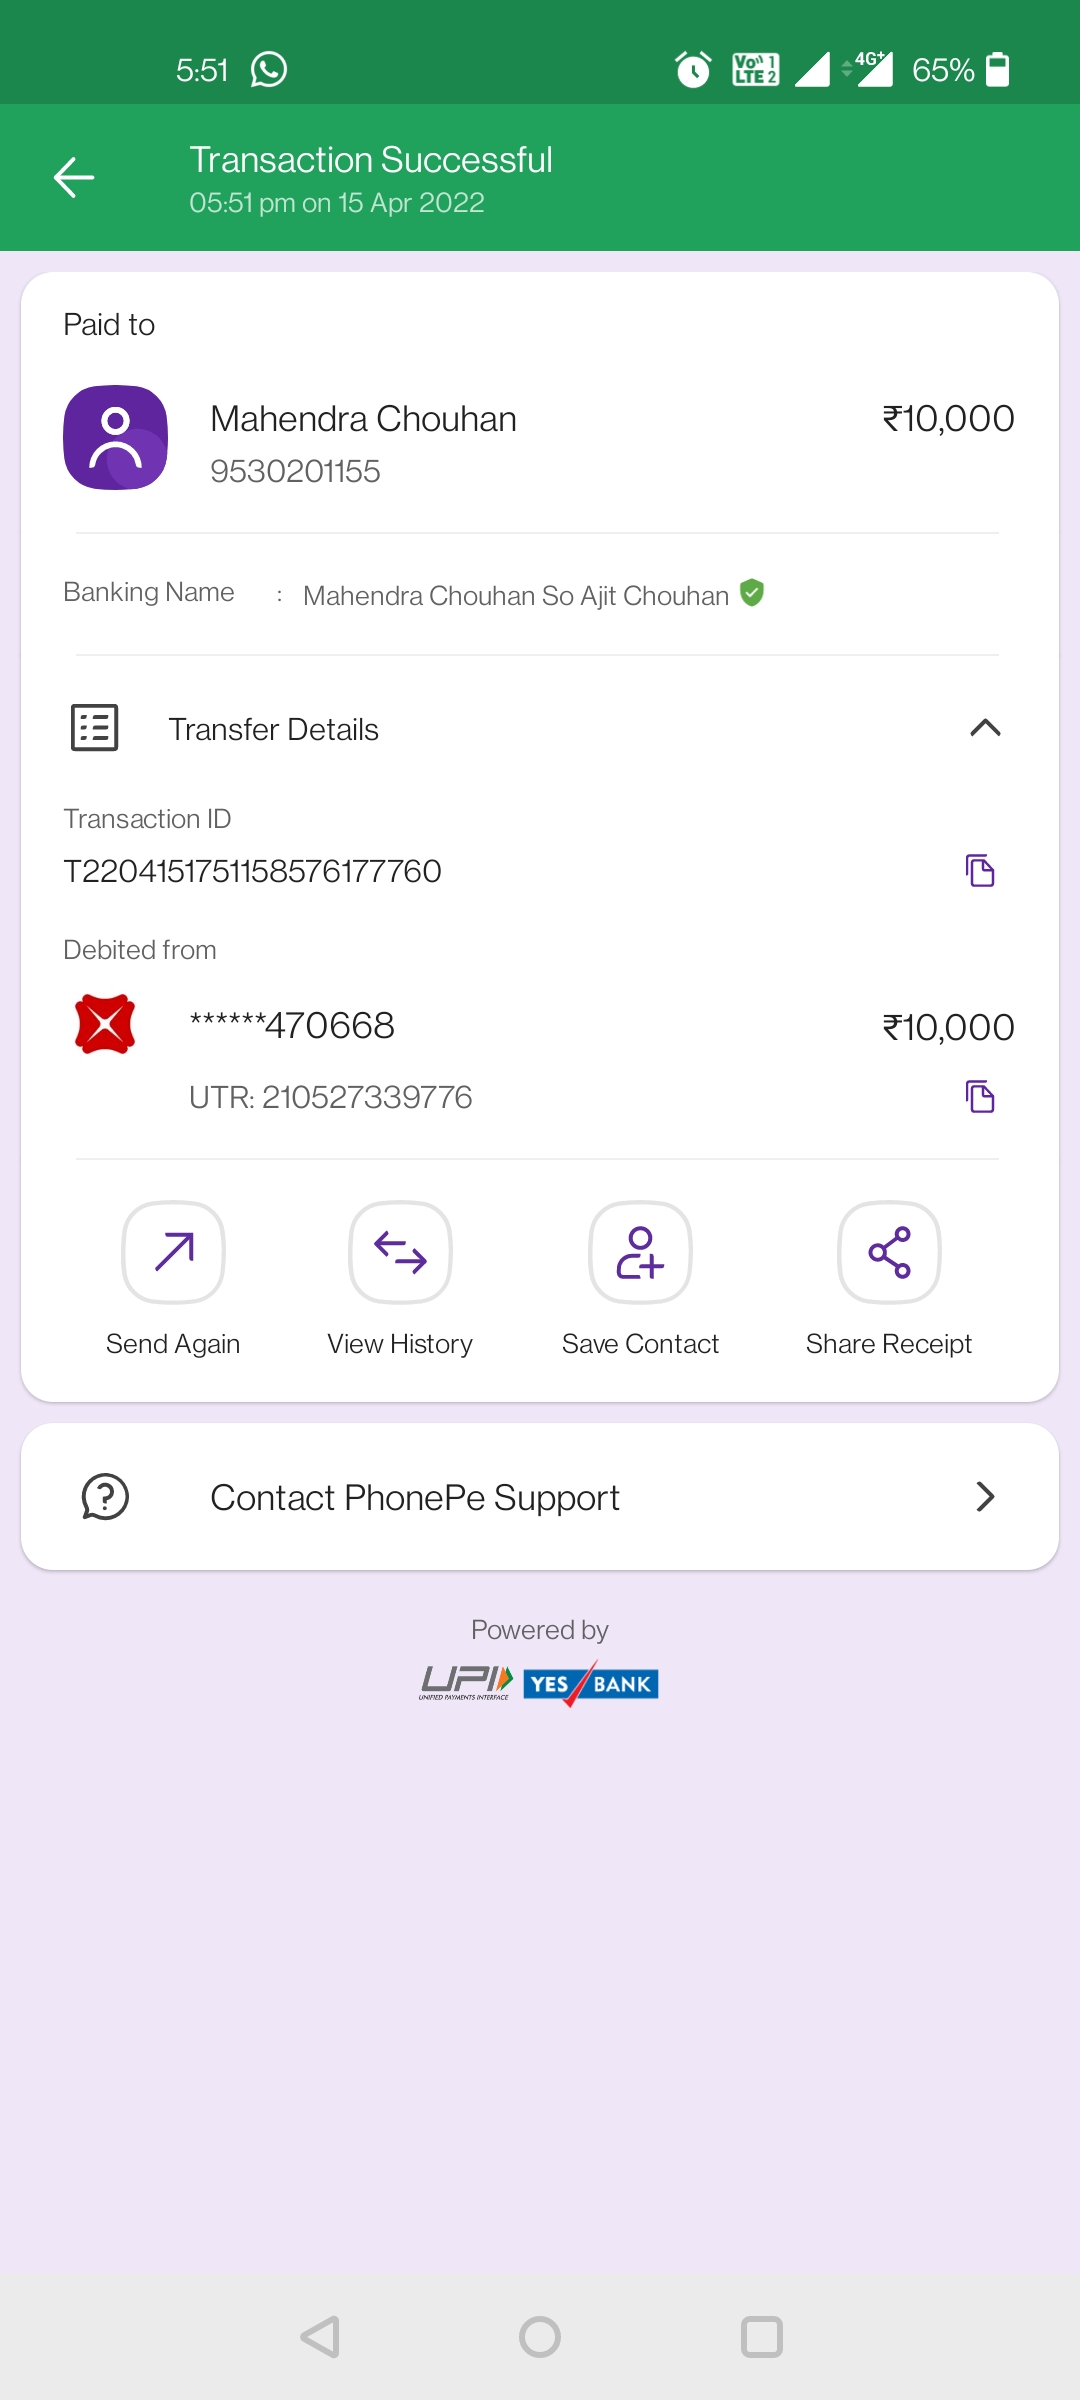 5:51
Vo)) 1
LTE 2
4G+
65%
Transaction Successful
05:51 pm on 15 Apr 2022
Paid to
Mahendra Chouhan
₹10,000
9530201155
Banking Name : Mahendra Chouhan So Ajit Chouhan
Transfer Details
Transaction ID
T2204151751158576177760
Debited from
******470668
₹10,000
UTR: 210527339776
Send Again
View History
Save Contact
Share Receipt
Contact PhonePe Support
Powered by
UPI
UNIFIED PAYMENTS INTERFACE
YES BANK